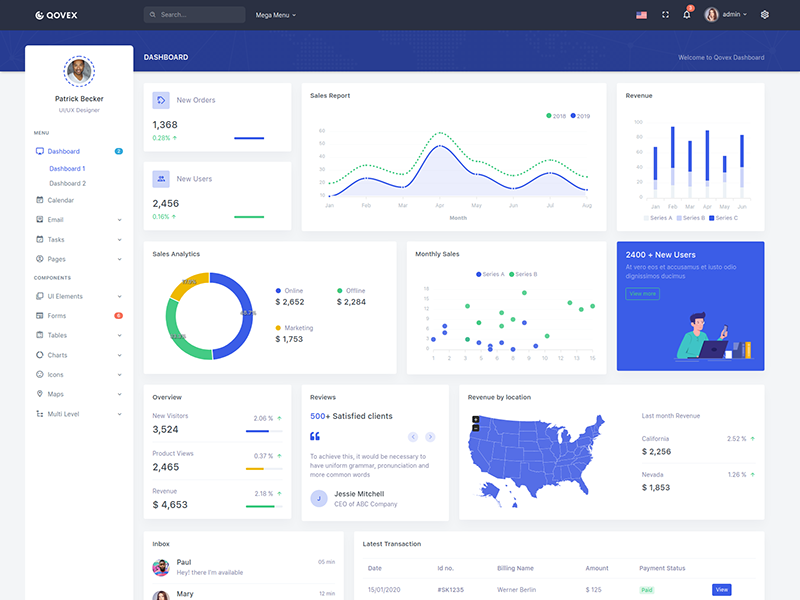 QOVEX
Search...
Mega Menu
2
admin
DASHBOARD
Welcome to Qovex Dashboard
Patrick Becker
UI/UX Designer
MENU
Dashboard
2
Dashboard 1
Dashboard 2
Calendar
Email
Tasks
Pages
COMPONENTS
UI Elements
Forms
6
Tables
Charts
Icons
Maps
Multi Level
New Orders
1,368
0.28%
New Users
2,456
0.16%
Sales Report
2018 2019
60
50
40
30
20
10
Jan Feb Mar Apr May Jun Jul Aug
Month
Revenue
100
80
60
40
20
0
Jan Feb Mar Apr May Jun
Series A Series B Series C
Sales Analytics
Online
$ 2,652
Offline
$ 2,284
Marketing
$ 1,753
Monthly Sales
Series A Series B
18
15
12
9
6
3
0
1 2 3 5 6 7 8 9 10 12 13 14 15
2400 + New Users
At vero eos et accusamus et iusto odio
dignissimos ducimus
View more
Overview
New Visitors
3,524
2.06 %
Product Views
2,465
0.37 %
Revenue
$ 4,653
2.18 %
Reviews
500+ Satisfied clients
To achieve this, it would be necessary to
have uniform grammar, pronunciation and
more common words
J
Jessie Mitchell
CEO of ABC Company
Revenue by location
+
−
Last month Revenue
California
$ 2,256
2.52 %
Nevada
$ 1,853
1.26 %
Inbox
Paul
05 min
Hey! there I'm available
Mary
12 min
Latest Transaction
Date Id no. Billing Name Amount Payment Status
15/01/2020 #SK1235 Werner Berlin $ 125 Paid View